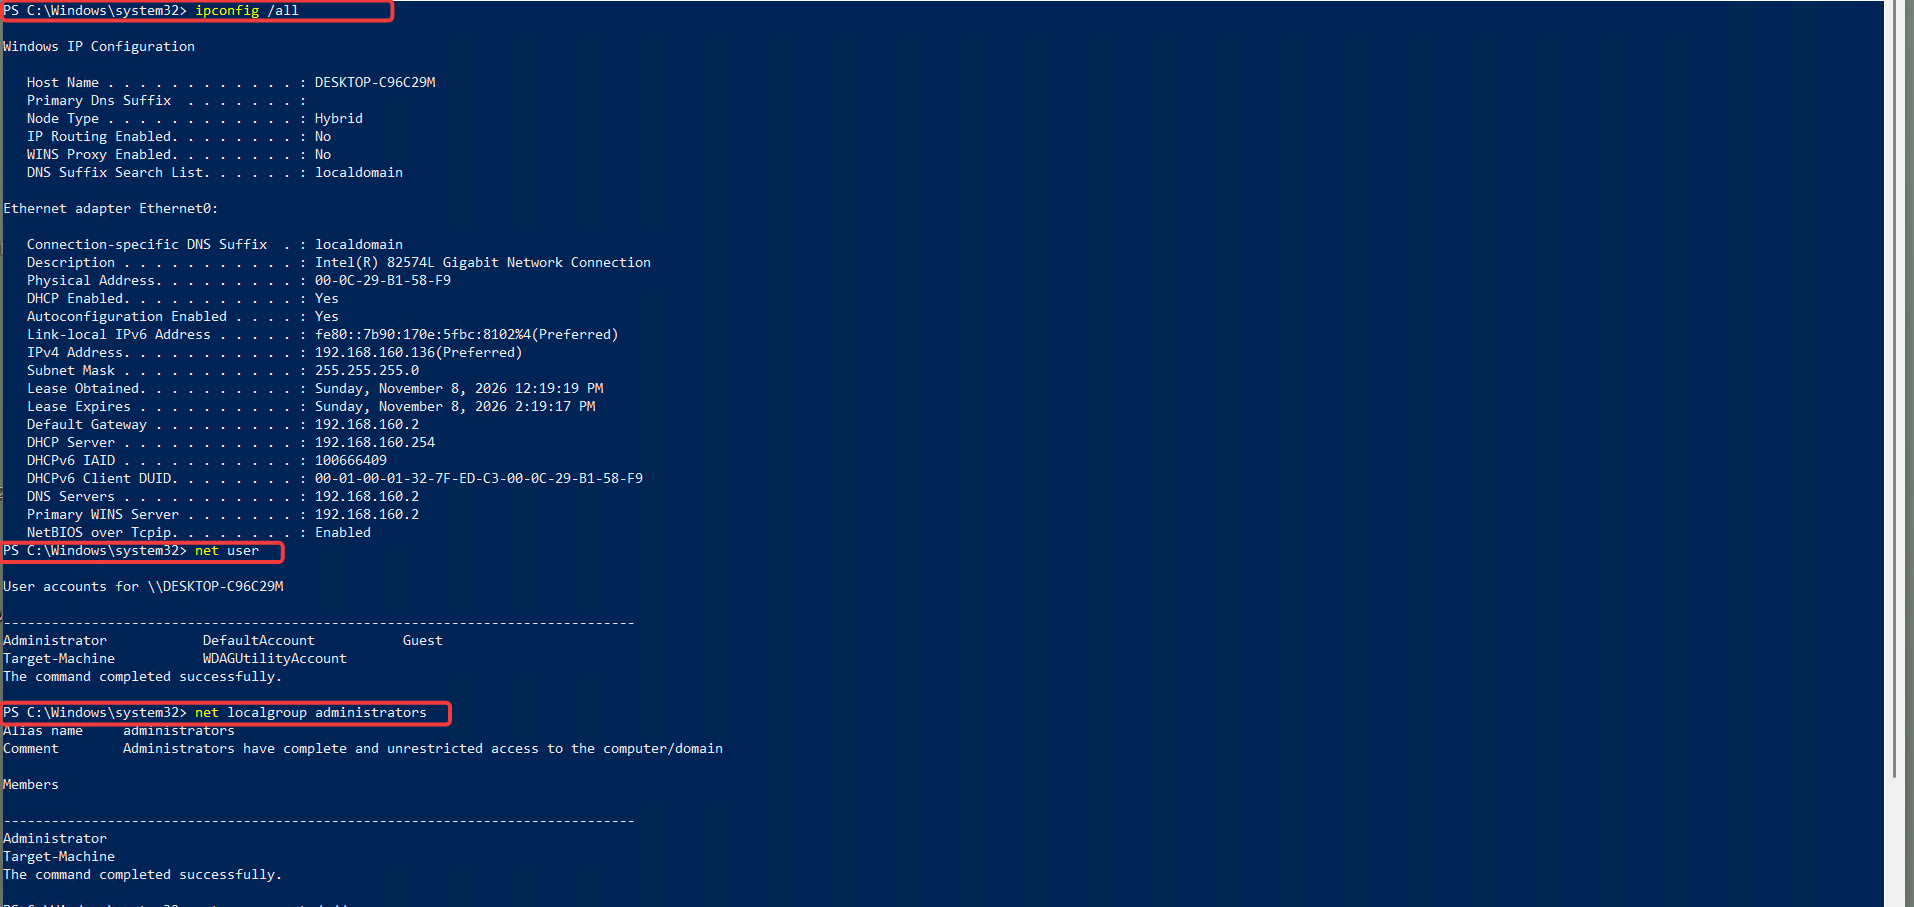 PS C:\Windows\system32> ipconfig /all
Windows IP Configuration
Host Name . . . . . . . . . . . . : DESKTOP-C96C29M
Primary Dns Suffix  . . . . . . . :
Node Type . . . . . . . . . . . . : Hybrid
IP Routing Enabled. . . . . . . . : No
WINS Proxy Enabled. . . . . . . . : No
DNS Suffix Search List. . . . . . : localdomain
Ethernet adapter Ethernet0:
Connection-specific DNS Suffix  . : localdomain
Description . . . . . . . . . . . : Intel(R) 82574L Gigabit Network Connection
Physical Address. . . . . . . . . : 00-0C-29-B1-58-F9
DHCP Enabled. . . . . . . . . . . : Yes
Autoconfiguration Enabled . . . . : Yes
Link-local IPv6 Address . . . . . : fe80::7b90:170e:5fbc:8102%4(Preferred)
IPv4 Address. . . . . . . . . . . : 192.168.160.136(Preferred)
Subnet Mask . . . . . . . . . . . : 255.255.255.0
Lease Obtained. . . . . . . . . . : Sunday, November 8, 2026 12:19:19 PM
Lease Expires . . . . . . . . . . : Sunday, November 8, 2026 2:19:17 PM
Default Gateway . . . . . . . . . : 192.168.160.2
DHCP Server . . . . . . . . . . . : 192.168.160.254
DHCPv6 IAID . . . . . . . . . . . : 100666409
DHCPv6 Client DUID. . . . . . . . : 00-01-00-01-32-7F-ED-C3-00-0C-29-B1-58-F9
DNS Servers . . . . . . . . . . . : 192.168.160.2
Primary WINS Server . . . . . . . : 192.168.160.2
NetBIOS over Tcpip. . . . . . . . : Enabled
PS C:\Windows\system32> net user
User accounts for \\DESKTOP-C96C29M
-------------------------------------------------------------------------------
Administrator            DefaultAccount           Guest
Target-Machine           WDAGUtilityAccount
The command completed successfully.
PS C:\Windows\system32> net localgroup administrators
Alias name     administrators
Comment        Administrators have complete and unrestricted access to the computer/domain
Members
-------------------------------------------------------------------------------
Administrator
Target-Machine
The command completed successfully.